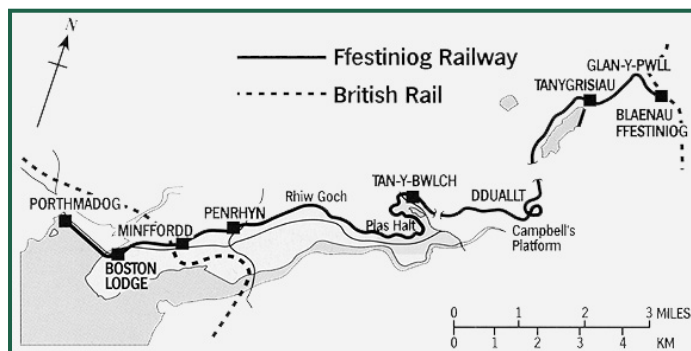 N
Ffestiniog Railway
British Rail
GLAN-Y-PWLL
TANYGRISIAU
BLAENAU
FFESTINIOG
TAN-Y-BWLCH
DDUALLT
Campbell's
Platform
PORTHMADOG
MINFFORDD
PENRHYN
Rhiw Goch
Plas Halt
BOSTON
LODGE
0 1 2 3 MILES
0 1 2 3 4 KM